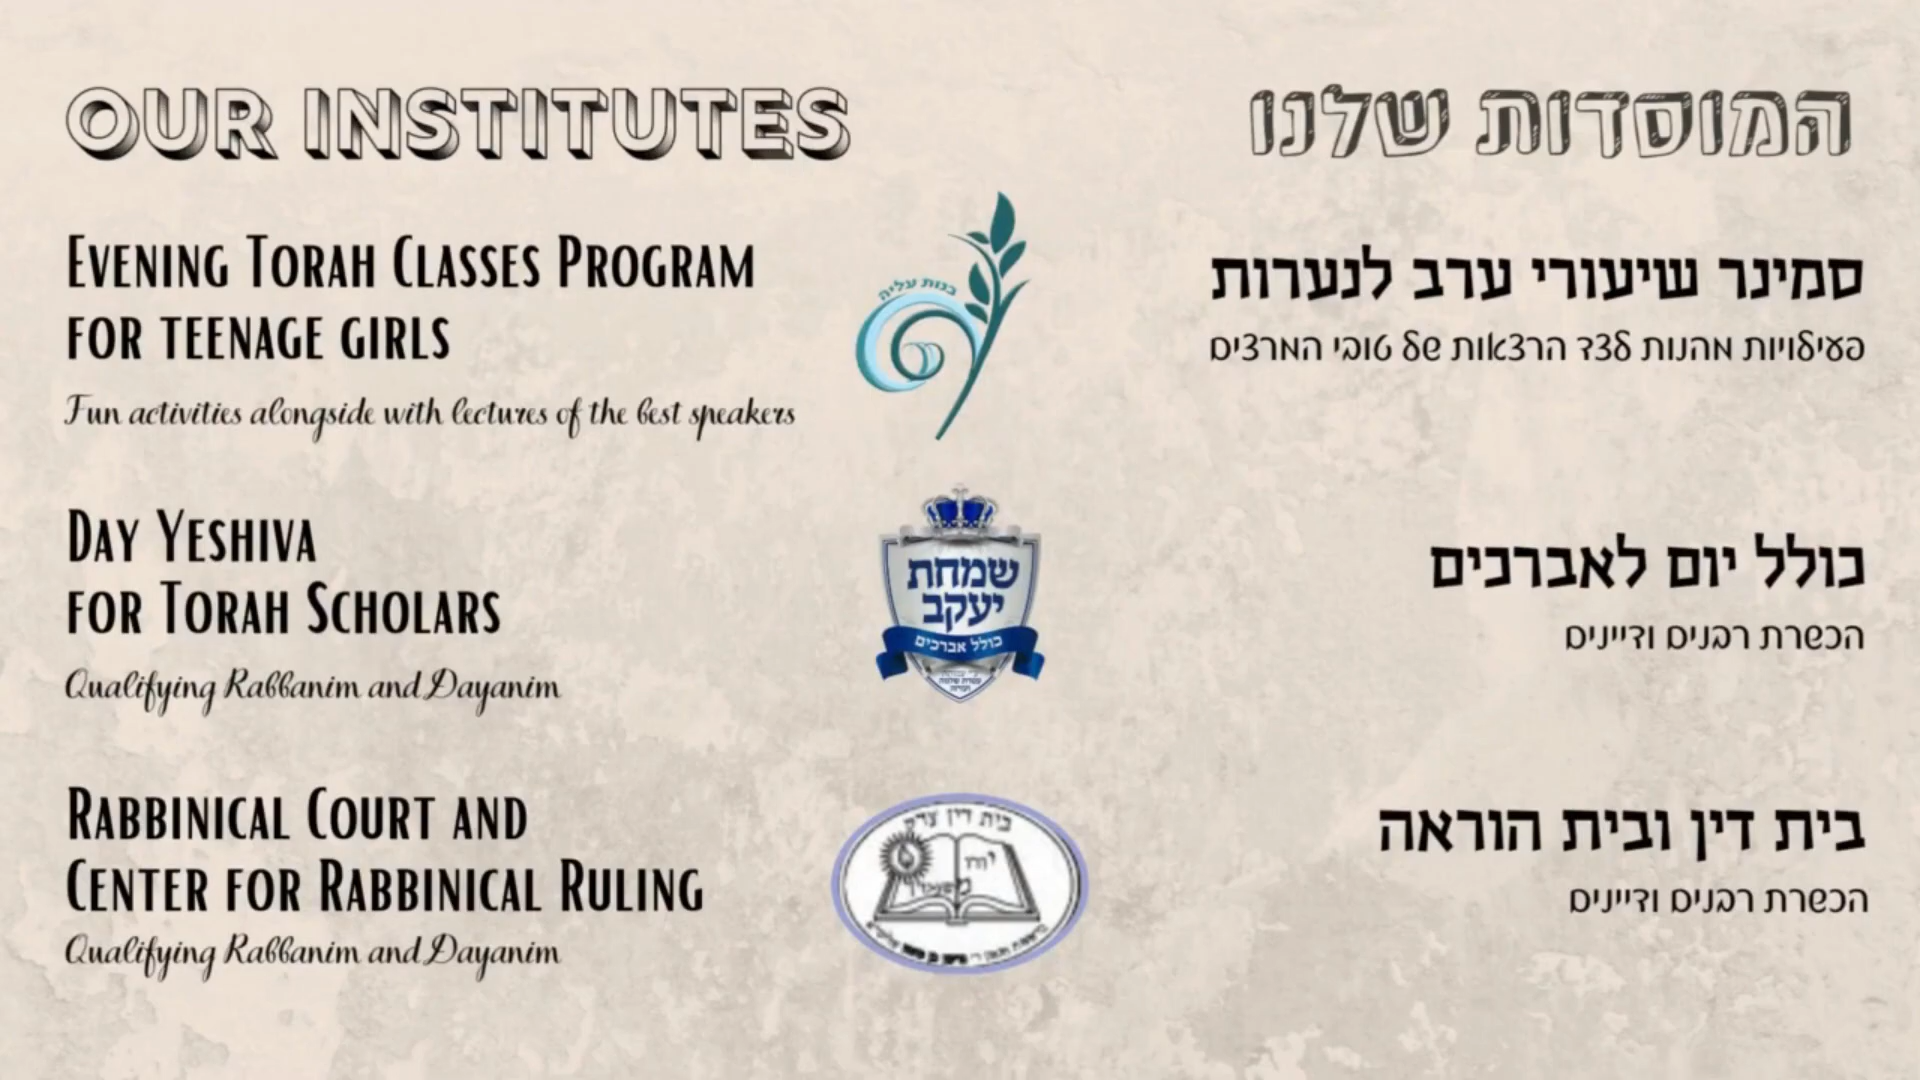 OUR INSTITUTES
המוסדות שלנו
EVENING TORAH CLASSES PROGRAM
FOR TEENAGE GIRLS
Fun activities alongside with lectures of the best speakers
בנות עליה
סמינר שיעורי ערב לנערות
פעילויות מהנות לצד הרצאות של טובי המרצים
DAY YESHIVA
FOR TORAH SCHOLARS
Qualifying Rabbanim and Dayanim
שמחת
יעקב
כולל אברכים
כולל יום לאברכים
הכשרת רבנים ודיינים
RABBINICAL COURT AND
CENTER FOR RABBINICAL RULING
Qualifying Rabbanim and Dayanim
בית דין צדק
יורו
בית דין ובית הוראה
הכשרת רבנים ודיינים